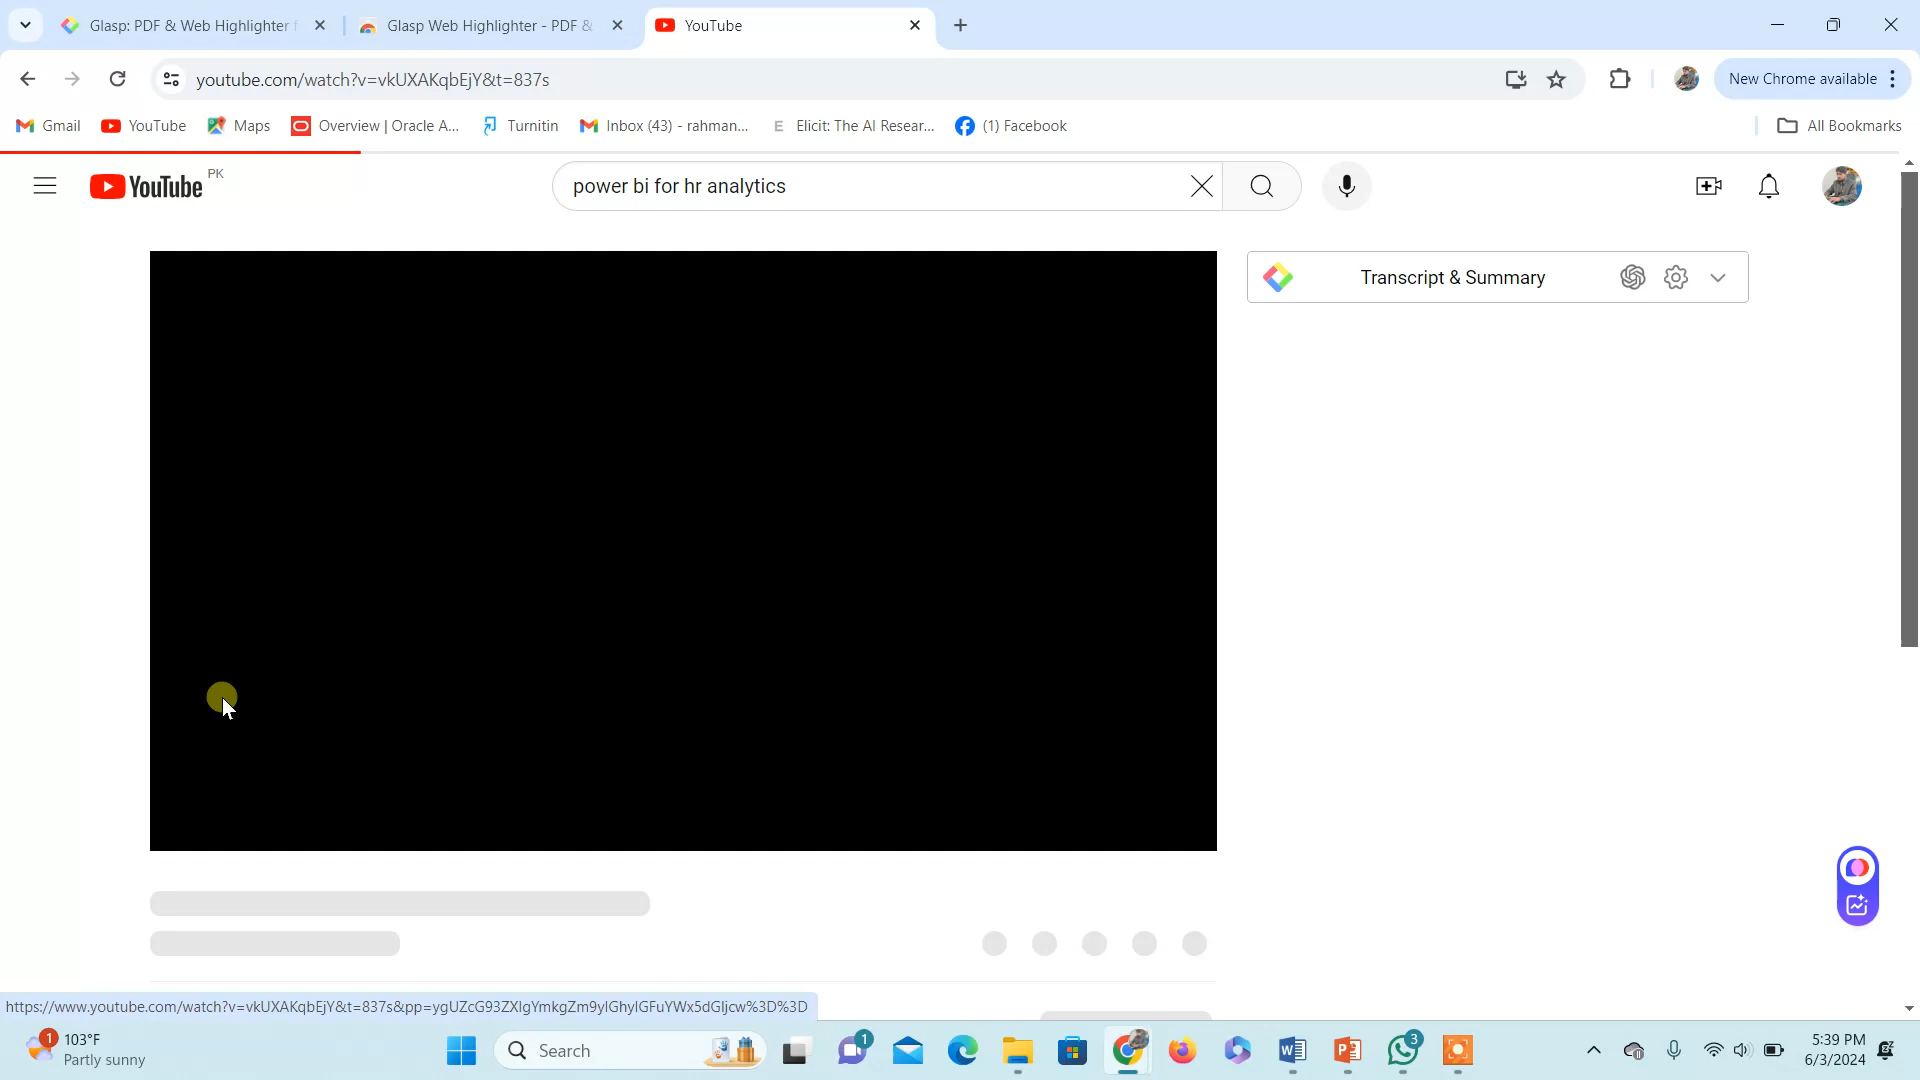 Glasp: PDF & Web Highlighter f
Glasp Web Highlighter - PDF &
YouTube
youtube.com/watch?v=vkUXAKqbEjY&t=837s
New Chrome available
Gmail
YouTube
Maps
Overview | Oracle A...
Turnitin
Inbox (43) - rahman...
E Elicit: The AI Resear...
(1) Facebook
All Bookmarks
YouTube PK
power bi for hr analytics
Transcript & Summary
https://www.youtube.com/watch?v=vkUXAKqbEjY&t=837s&pp=ygUZcG93ZXIgYmkgZm9yIGhyIGFuYWx5dGljcw%3D%3D
1
103°F
Partly sunny
Search
1
3
5:39 PM
6/3/2024